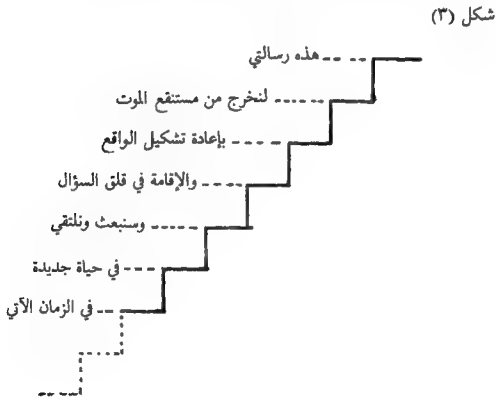 شكل (٣)
هذه رسالتي
لنخرج من مستنقع الموت
بإعادة تشكيل الواقع
والإقامة في قلق السؤال
وسنبعث ونلتقي
في حياة جديدة
في الزمان الآتي